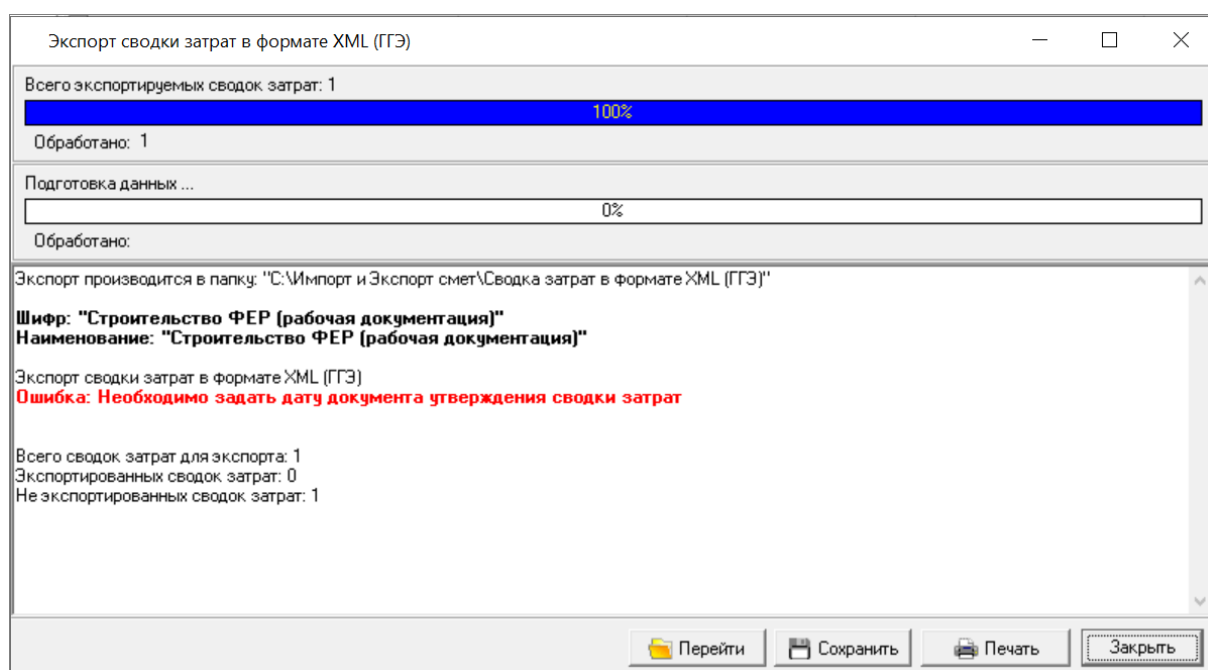 Экспорт сводки затрат в формате XML (ГГЭ)
Всего экспортируемых сводок затрат: 1
100%
Обработано: 1
Подготовка данных ...
0%
Обработано:
Экспорт производится в папку: "C:\Импорт и Экспорт смет\Сводка затрат в формате XML (ГГЭ)"
Шифр: "Строительство ФЕР (рабочая документация)"
Наименование: "Строительство ФЕР (рабочая документация)"
Экспорт сводки затрат в формате XML (ГГЭ)
Ошибка: Необходимо задать дату документа утверждения сводки затрат
Всего сводок затрат для экспорта: 1
Экспортированных сводок затрат: 0
Не экспортированных сводок затрат: 1
Перейти Сохранить Печать Закрыть